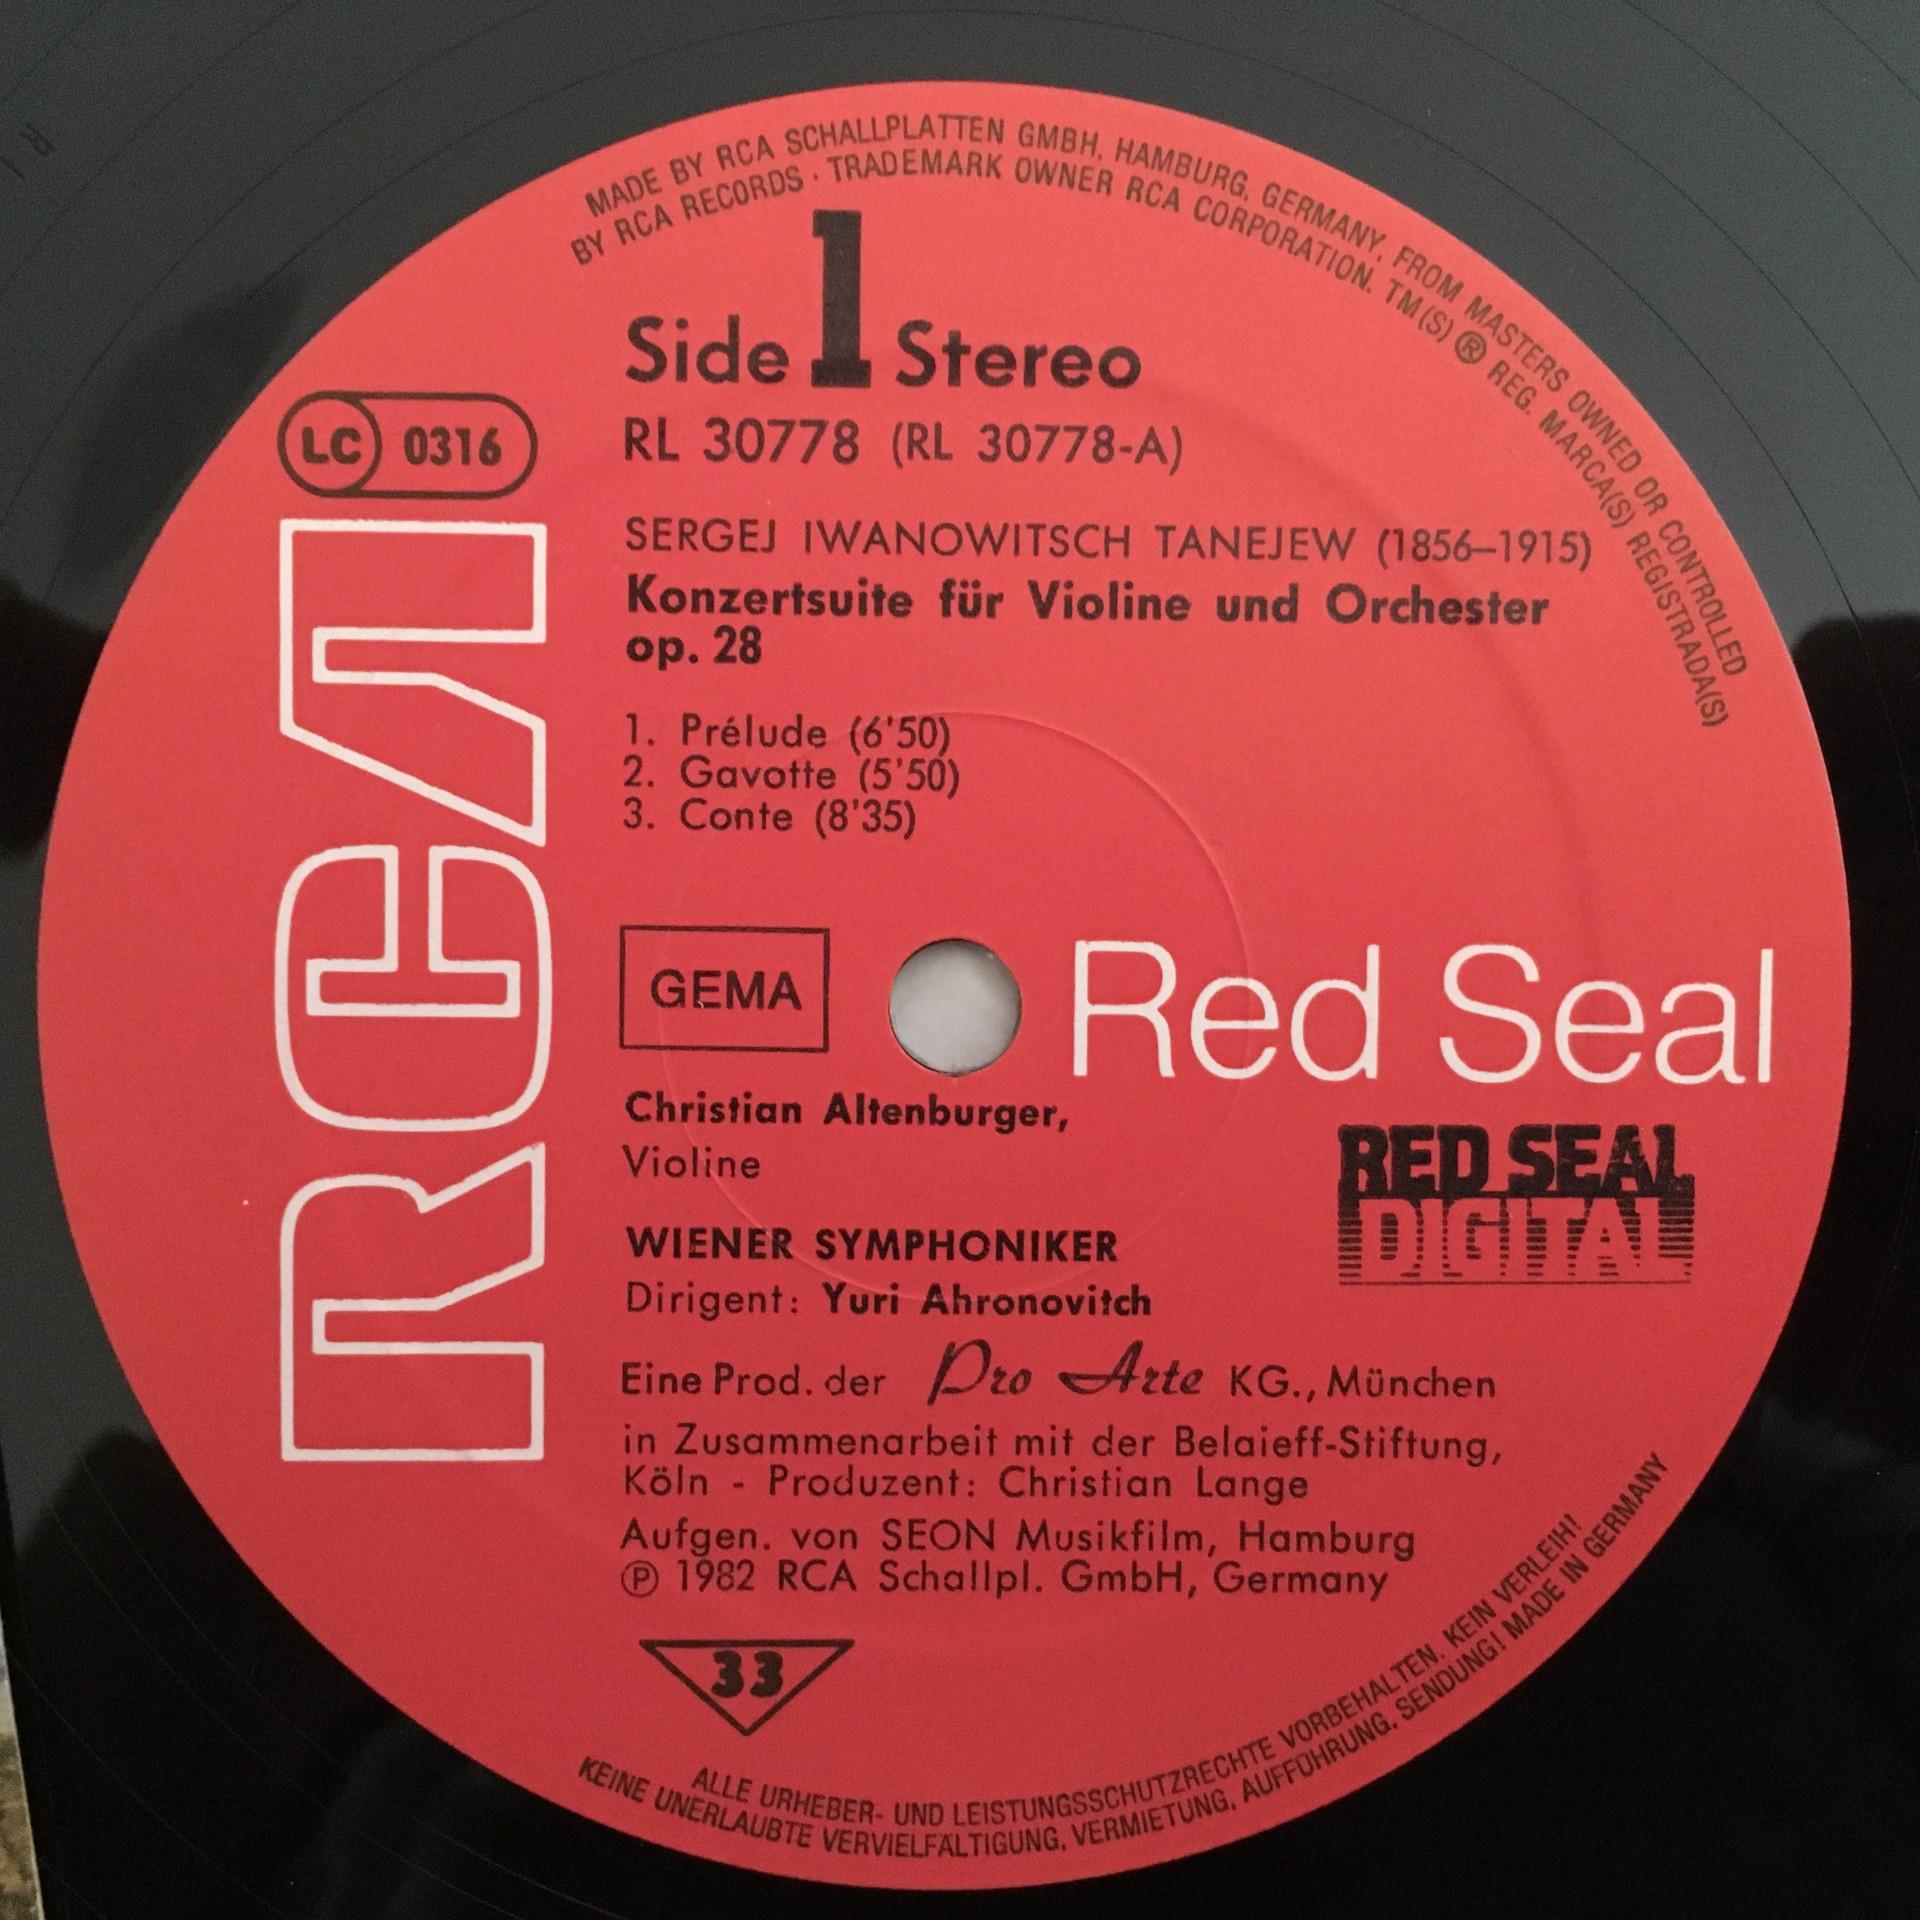 MADE BY RCA SCHALLPLATTEN GMBH, HAMBURG, GERMANY, FROM MASTERS OWNED OR CONTROLLED
BY RCA RECORDS · TRADEMARK OWNER RCA CORPORATION. TM(S) ® REG. MARCA(S) REGISTRADA(S)
Side 1 Stereo
LC 0316
RL 30778 (RL 30778-A)
SERGEJ IWANOWITSCH TANEJEW (1856–1915)
Konzertsuite für Violine und Orchester
op. 28
1. Prélude (6'50)
2. Gavotte (5'50)
3. Conte (8'35)
RCA
GEMA
Red Seal
Christian Altenburger,
Violine
RED SEAL
DIGITAL
WIENER SYMPHONIKER
Dirigent: Yuri Ahronovitch
Eine Prod. der Pro Arte KG., München
in Zusammenarbeit mit der Belaieff-Stiftung,
Köln - Produzent: Christian Lange
Aufgen. von SEON Musikfilm, Hamburg
℗ 1982 RCA Schallpl. GmbH, Germany
33
ALLE URHEBER- UND LEISTUNGSSCHUTZRECHTE VORBEHALTEN. KEIN VERLEIH!
KEINE UNERLAUBTE VERVIELFÄLTIGUNG, VERMIETUNG, AUFFÜHRUNG, SENDUNG! MADE IN GERMANY